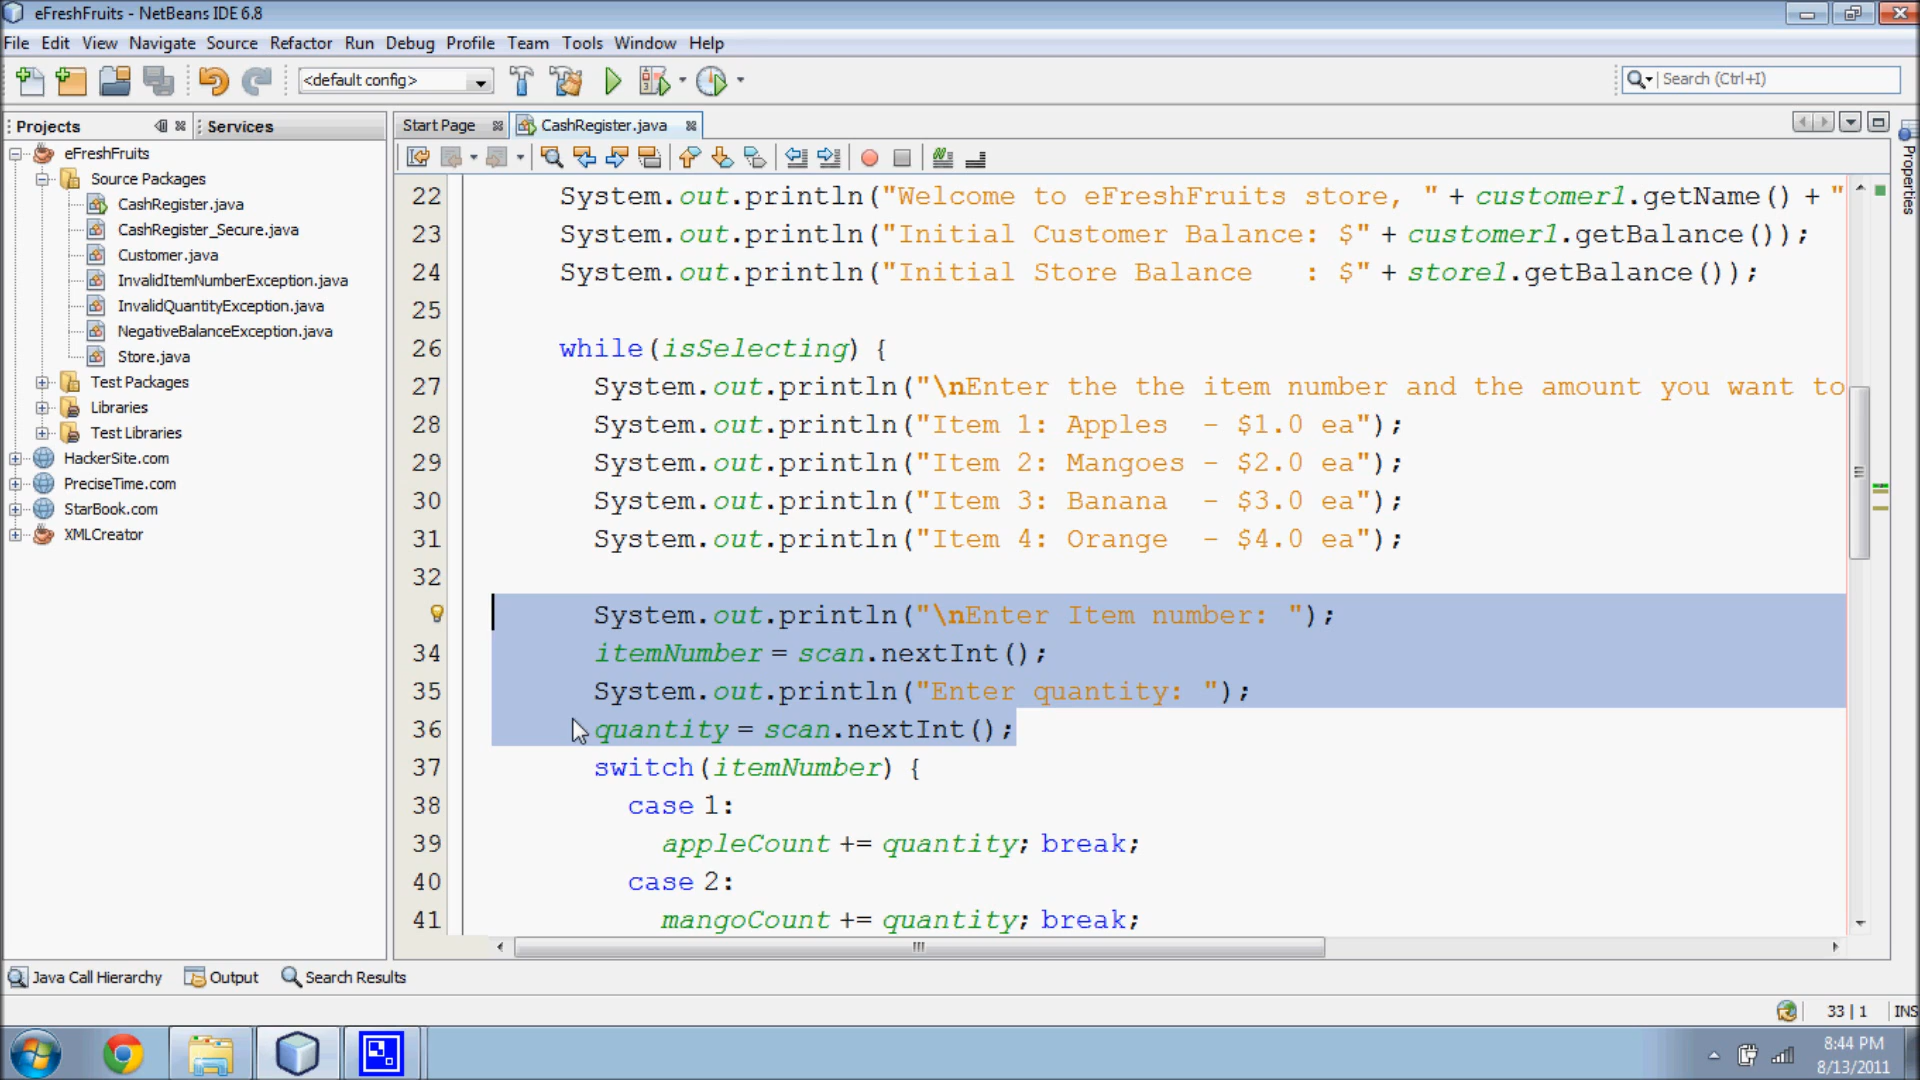 eFreshFruits - NetBeans IDE 6.8
File Edit View Navigate Source Refactor Run Debug Profile Team Tools Window Help
<default config>
Search (Ctrl+I)
Projects
Services
Start Page
CashRegister.java
Properties
eFreshFruits
Source Packages
CashRegister.java
CashRegister_Secure.java
Customer.java
InvalidItemNumberException.java
InvalidQuantityException.java
NegativeBalanceException.java
Store.java
Test Packages
Libraries
Test Libraries
HackerSite.com
PreciseTime.com
StarBook.com
XMLCreator
22 System.out.println("Welcome to eFreshFruits store, " + customer1.getName() + "
23 System.out.println("Initial Customer Balance: $" + customer1.getBalance());
24 System.out.println("Initial Store Balance   : $" + store1.getBalance());
25
26 while(isSelecting) {
27 System.out.println("\nEnter the the item number and the amount you want to
28 System.out.println("Item 1: Apples  - $1.0 ea");
29 System.out.println("Item 2: Mangoes - $2.0 ea");
30 System.out.println("Item 3: Banana  - $3.0 ea");
31 System.out.println("Item 4: Orange  - $4.0 ea");
32
System.out.println("\nEnter Item number: ");
34 itemNumber = scan.nextInt();
35 System.out.println("Enter quantity: ");
36 quantity = scan.nextInt();
37 switch(itemNumber) {
38 case 1:
39 appleCount += quantity; break;
40 case 2:
41 mangoCount += quantity; break;
Java Call Hierarchy
Output
Search Results
33 | 1
INS
8:44 PM
8/13/2011